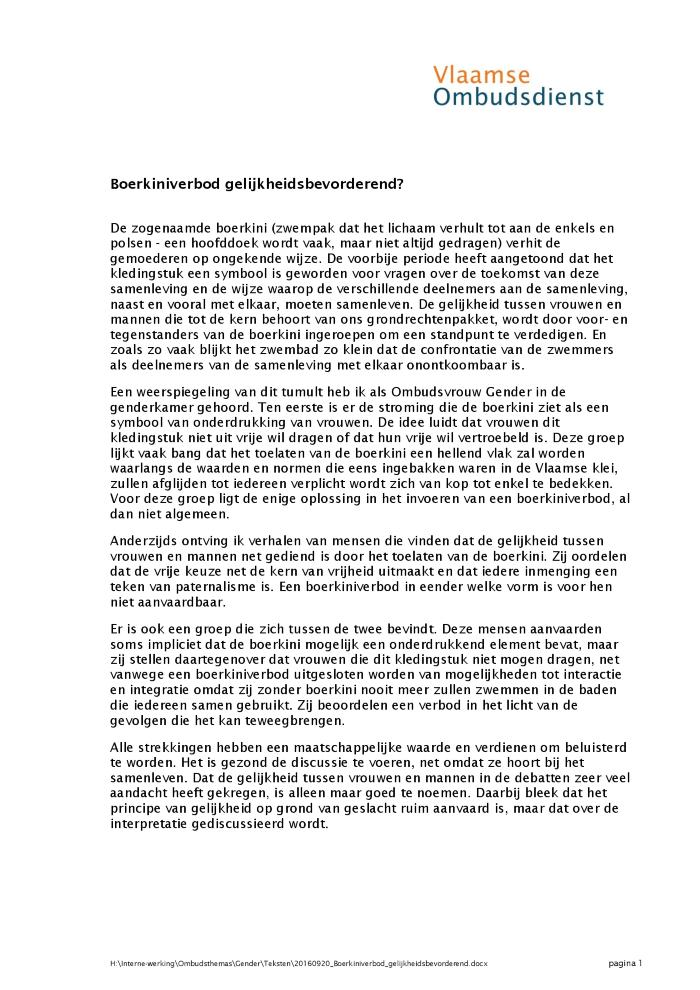 Vlaamse
Ombudsdienst
Boerkiniverbod gelijkheidsbevorderend?
De zogenaamde boerkini (zwempak dat het lichaam verhult tot aan de enkels en
polsen - een hoofddoek wordt vaak, maar niet altijd gedragen) verhit de
gemoederen op ongekende wijze. De voorbije periode heeft aangetoond dat het
kledingstuk een symbool is geworden voor vragen over de toekomst van deze
samenleving en de wijze waarop de verschillende deelnemers aan de samenleving,
naast en vooral met elkaar, moeten samenleven. De gelijkheid tussen vrouwen en
mannen die tot de kern behoort van ons grondrechtenpakket, wordt door voor- en
tegenstanders van de boerkini ingeroepen om een standpunt te verdedigen. En
zoals zo vaak blijkt het zwembad zo klein dat de confrontatie van de zwemmers
als deelnemers van de samenleving met elkaar onontkoombaar is.
Een weerspiegeling van dit tumult heb ik als Ombudsvrouw Gender in de
genderkamer gehoord. Ten eerste is er de stroming die de boerkini ziet als een
symbool van onderdrukking van vrouwen. De idee luidt dat vrouwen dit
kledingstuk niet uit vrije wil dragen of dat hun vrije wil vertroebeld is. Deze groep
lijkt vaak bang dat het toelaten van de boerkini een hellend vlak zal worden
waarlangs de waarden en normen die eens ingebakken waren in de Vlaamse klei,
zullen afglijden tot iedereen verplicht wordt zich van kop tot enkel te bedekken.
Voor deze groep ligt de enige oplossing in het invoeren van een boerkiniverbod, al
dan niet algemeen.
Anderzijds ontving ik verhalen van mensen die vinden dat de gelijkheid tussen
vrouwen en mannen net gediend is door het toelaten van de boerkini. Zij oordelen
dat de vrije keuze net de kern van vrijheid uitmaakt en dat iedere inmenging een
teken van paternalisme is. Een boerkiniverbod in eender welke vorm is voor hen
niet aanvaardbaar.
Er is ook een groep die zich tussen de twee bevindt. Deze mensen aanvaarden
soms impliciet dat de boerkini mogelijk een onderdrukkend element bevat, maar
zij stellen daartegenover dat vrouwen die dit kledingstuk niet mogen dragen, net
vanwege een boerkiniverbod uitgesloten worden van mogelijkheden tot interactie
en integratie omdat zij zonder boerkini nooit meer zullen zwemmen in de baden
die iedereen samen gebruikt. Zij beoordelen een verbod in het licht van de
gevolgen die het kan teweegbrengen.
Alle strekkingen hebben een maatschappelijke waarde en verdienen om beluisterd
te worden. Het is gezond de discussie te voeren, net omdat ze hoort bij het
samenleven. Dat de gelijkheid tussen vrouwen en mannen in de debatten zeer veel
aandacht heeft gekregen, is alleen maar goed te noemen. Daarbij bleek dat het
principe van gelijkheid op grond van geslacht ruim aanvaard is, maar dat over de
interpretatie gediscussieerd wordt.
H:\Interne-werking\Ombudsthemas\Gender\Teksten\20160920_Boerkiniverbod_gelijkheidsbevorderend.docx pagina 1